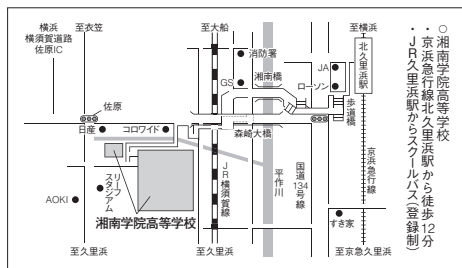 ○湘南学院高等学校
・京浜急行線北久里浜駅から徒歩12分
・JR久里浜駅からスクールバス(登録制)
横浜
横須賀道路
佐原IC
至衣笠
至大船
至横浜
消防署
湘南橋
GS
JA
ローソン
北久里浜駅
歩道橋
佐原
日産
コロワイド
森崎大橋
京浜急行線
国道134号線
平作川
JR横須賀線
リーフスタジアム
AOKI
湘南学院高等学校
すき家
至久里浜
至久里浜
至京急久里浜